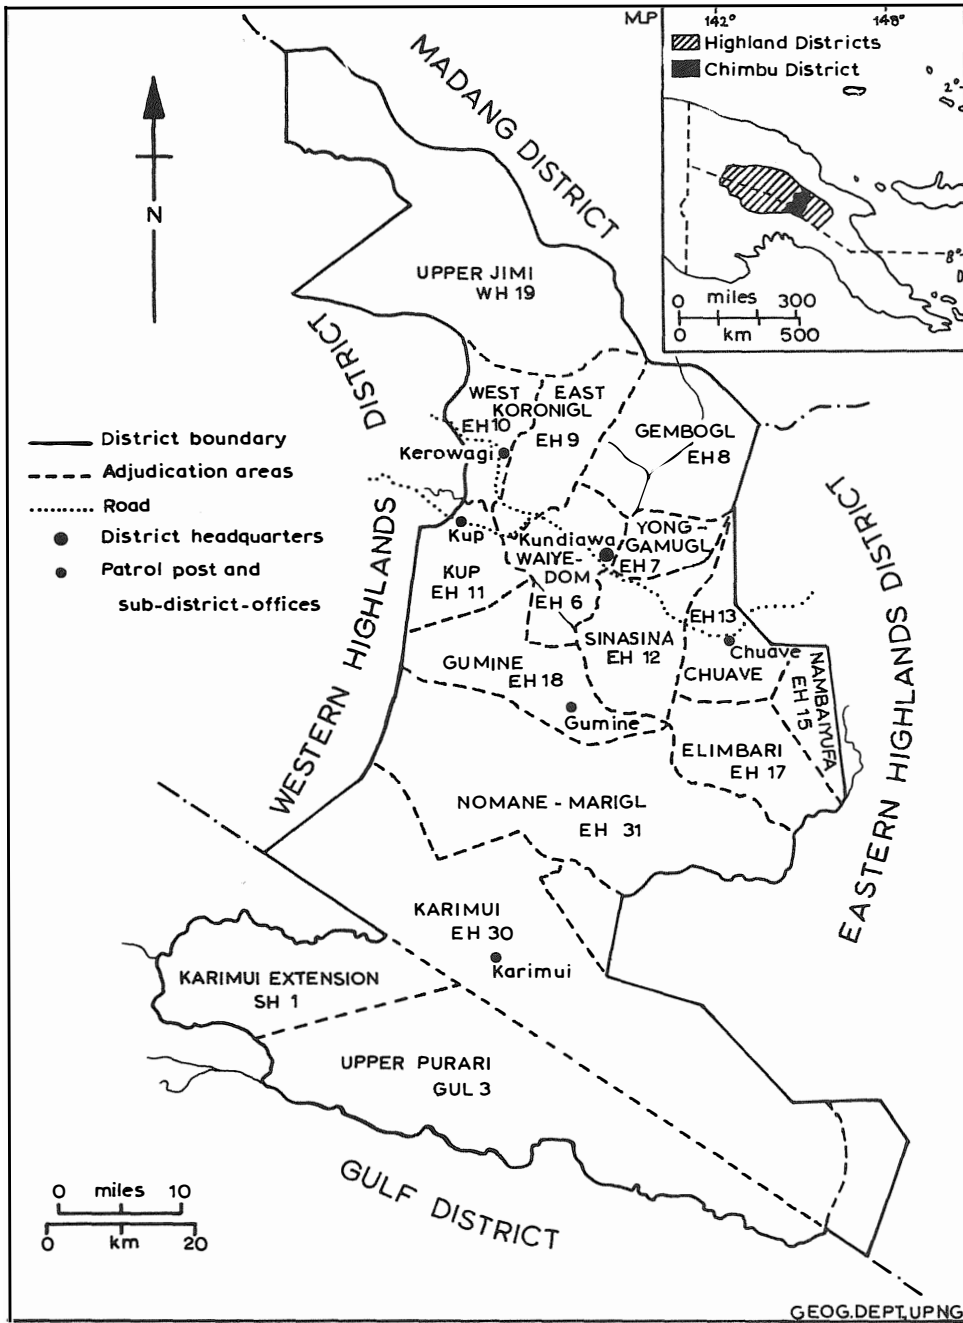 MLP
142°
148°
Highland Districts
Chimbu District
2°
8°
0 miles 300
0 km 500
MADANG DISTRICT
N
UPPER JIMI
WH 19
DISTRICT
WESTERN HIGHLANDS
WEST
EAST
KORONIGL
EH 10
EH 9
Kerowagi
GEMBOGL
EH 8
District boundary
Adjudication areas
Road
District headquarters
Patrol post and
sub-district-offices
Kup
Kundiawa
YONG-
GAMUGL
EH 7
WAIYE-
DOM
EH 6
KUP
EH 11
EH 13
Chuave
CHUAVE
SINASINA
EH 12
GUMINE
EH 18
Gumine
NAMBAIYUFA
EH 15
EASTERN HIGHLANDS DISTRICT
ELIMBARI
EH 17
NOMANE - MARIGL
EH 31
KARIMUI
EH 30
Karimui
KARIMUI EXTENSION
SH 1
UPPER PURARI
GUL 3
GULF DISTRICT
0 miles 10
0 km 20
GEOG.DEPT,UPNG